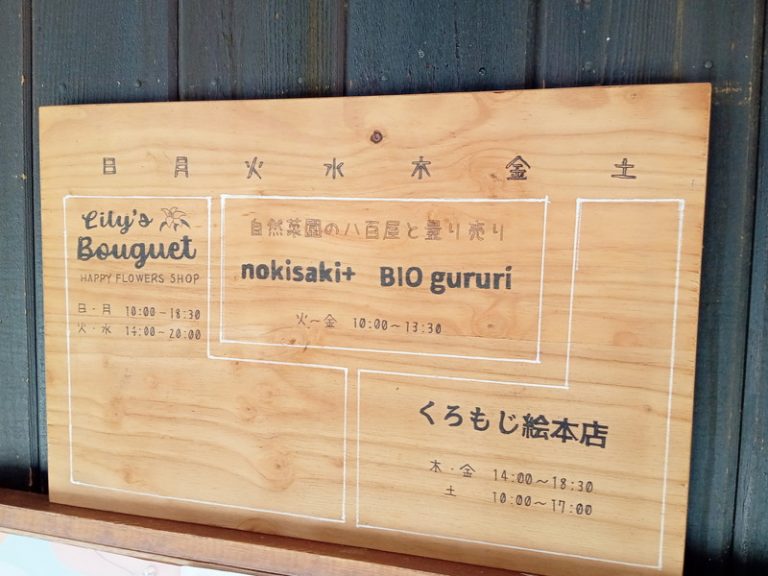 日 月 火 水 木 金 土
Lily's
Bouguet
HAPPY FLOWERS SHOP
日・月 10:00－18:30
火・水 14:00～20:00
自然菜園の八百屋と量り売り
nokisaki+ BIO gururi
火～金 10:00～13:30
くろもじ絵本店
木・金 14:00～18:30
土 10:00～17:00